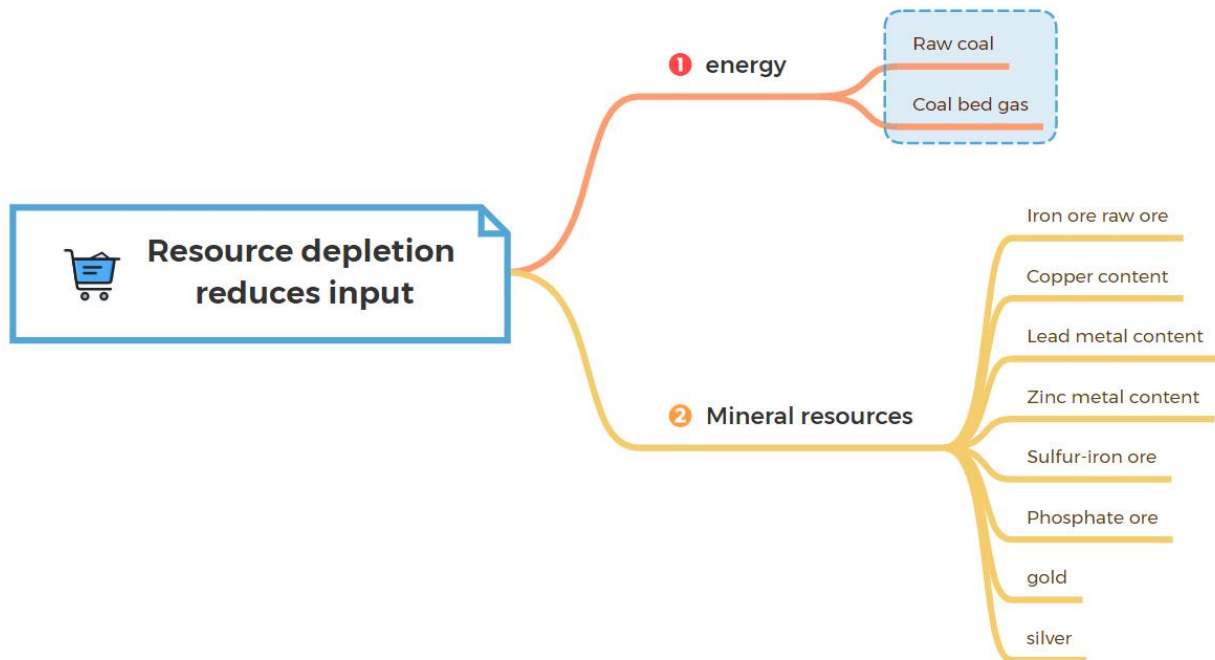 Resource depletion
reduces input
1 energy
Raw coal
Coal bed gas
2 Mineral resources
Iron ore raw ore
Copper content
Lead metal content
Zinc metal content
Sulfur-iron ore
Phosphate ore
gold
silver